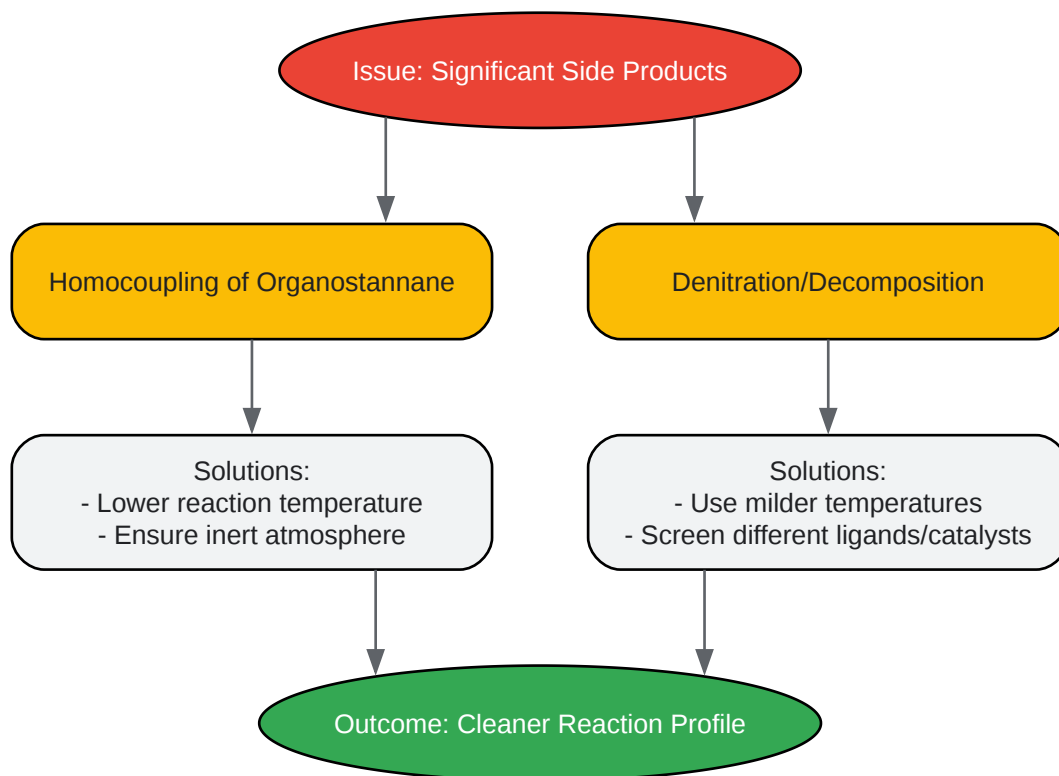 Issue: Significant Side Products
Homocoupling of Organostannane
Denitration/Decomposition
Solutions:
- Lower reaction temperature
- Ensure inert atmosphere
Solutions:
- Use milder temperatures
- Screen different ligands/catalysts
Outcome: Cleaner Reaction Profile